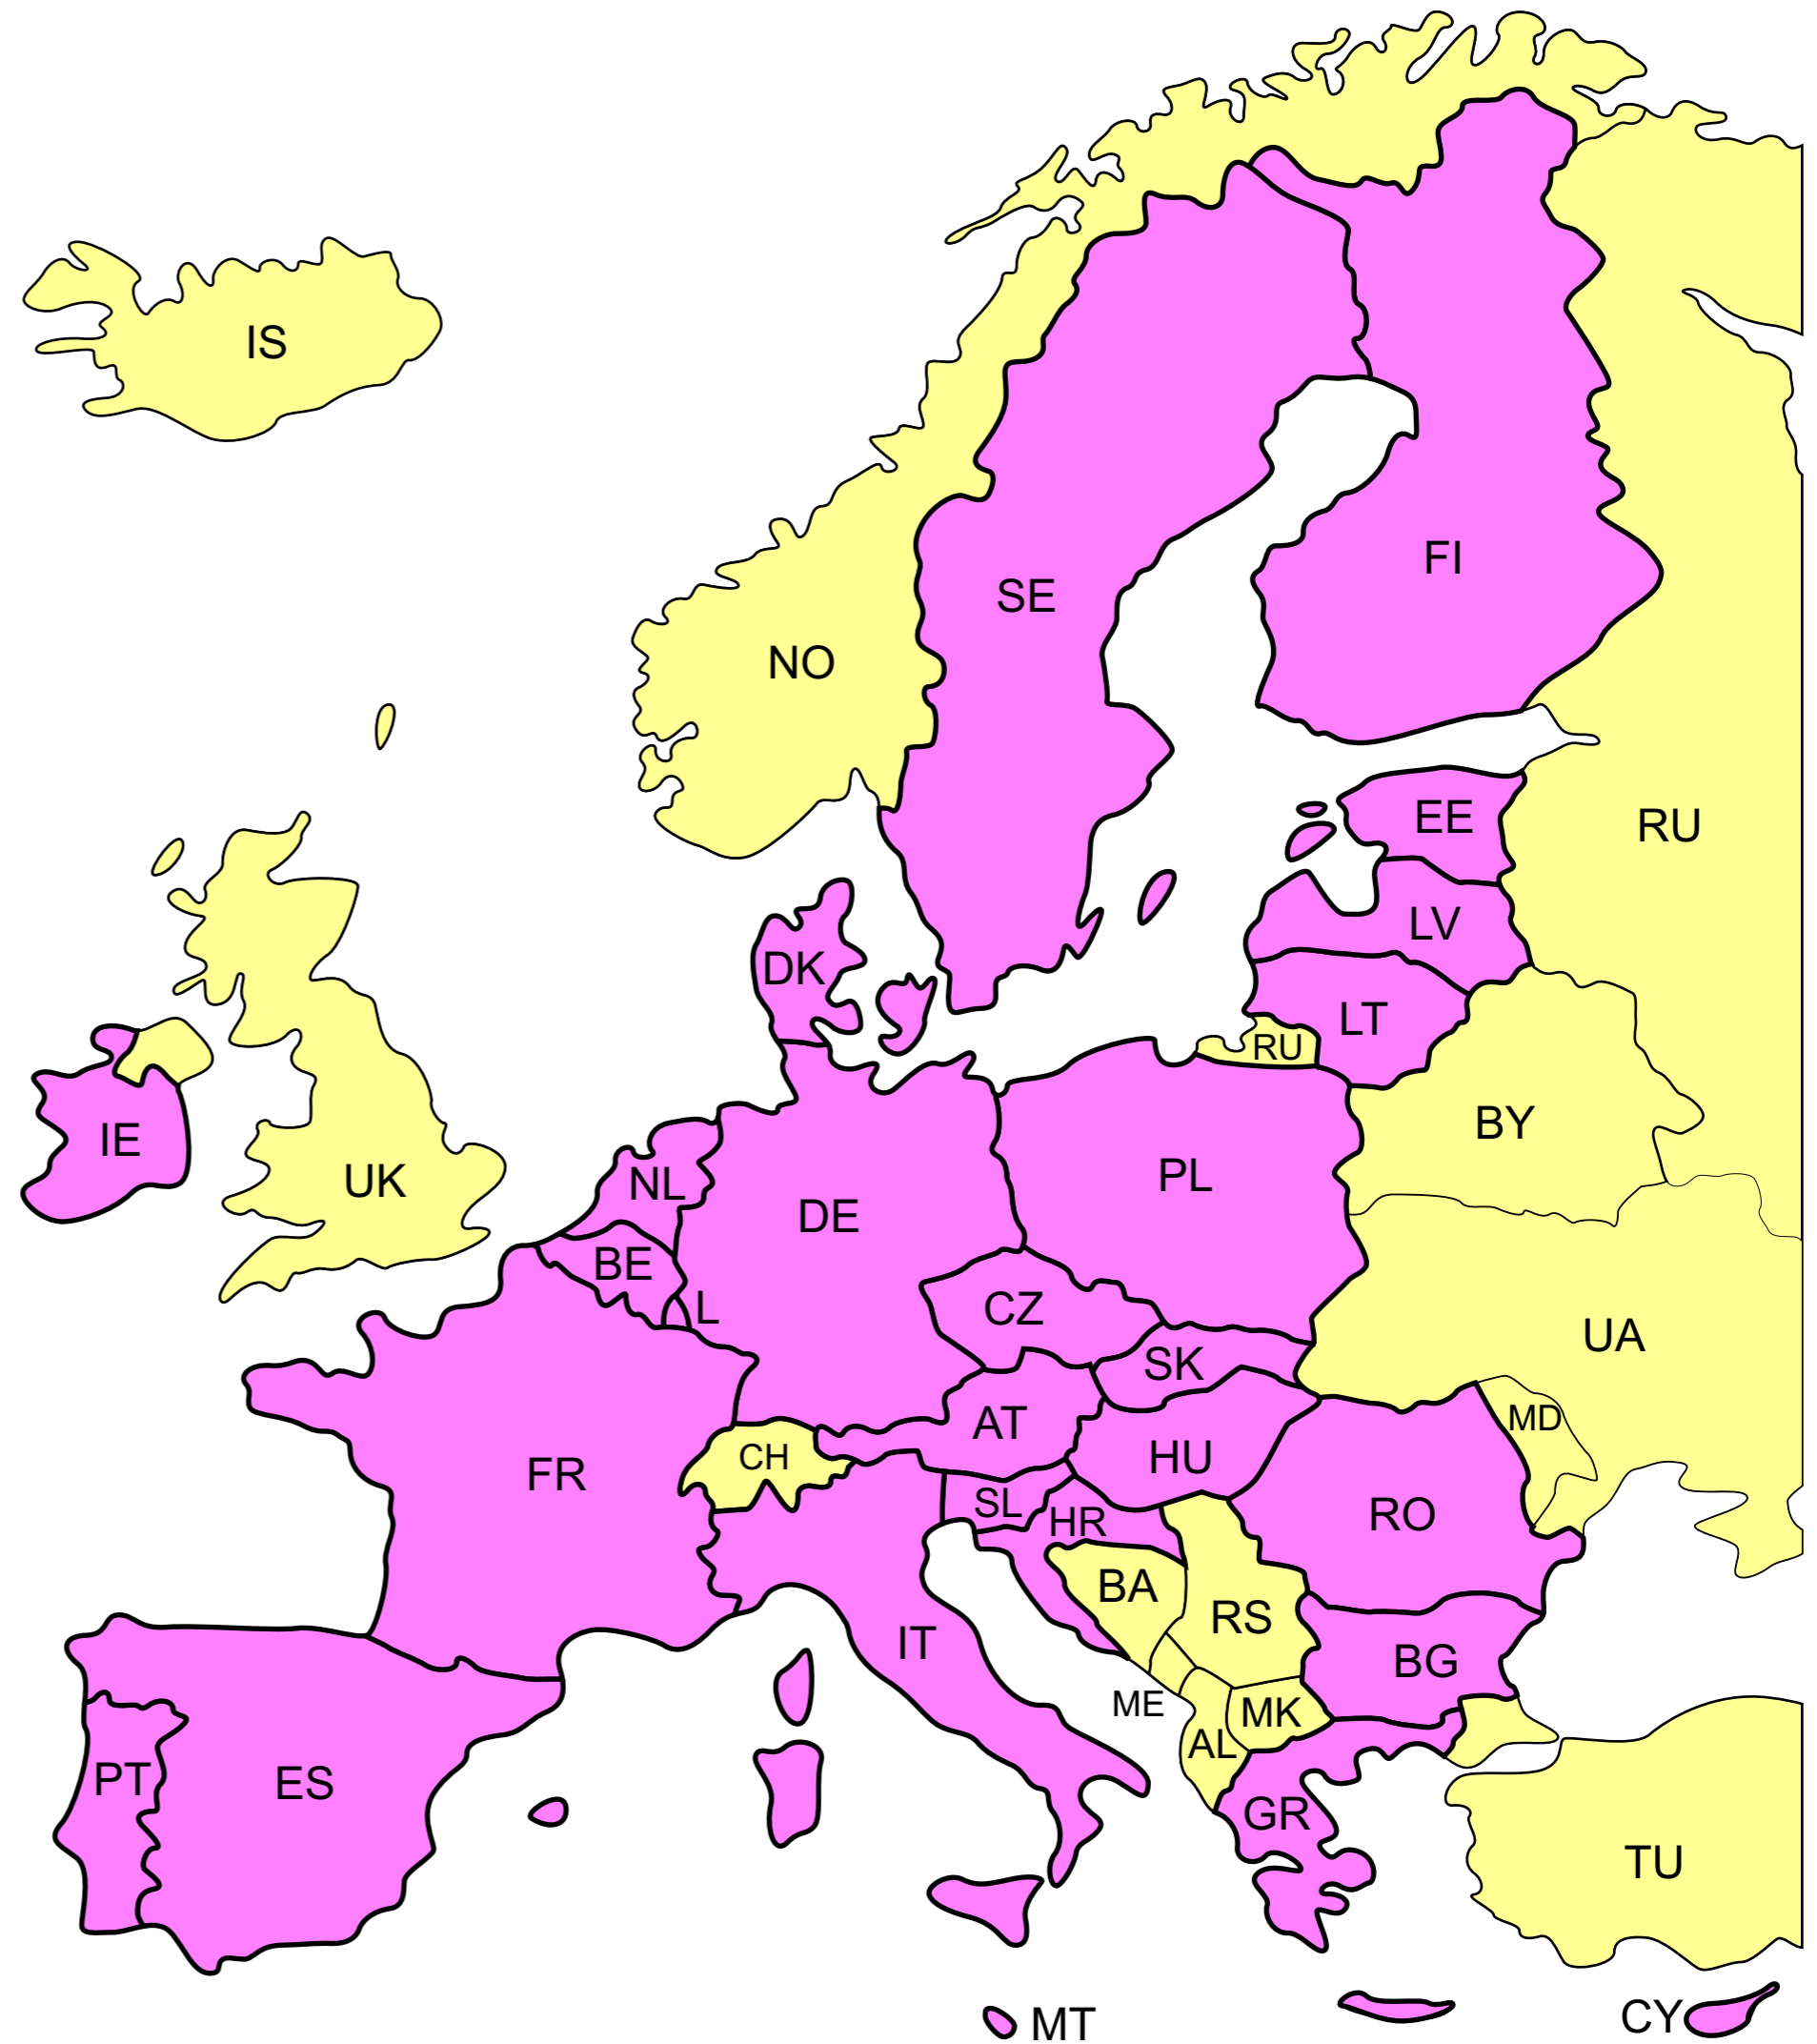 IS
FI
SE
NO
EE
RU
LV
DK
LT
RU
BY
IE
PL
UK
NL
DE
BE
CZ
L
UA
SK
MD
AT
CH
HU
FR
SL
RO
HR
BA
RS
IT
BG
ME
MK
AL
PT
ES
GR
TU
CY
MT